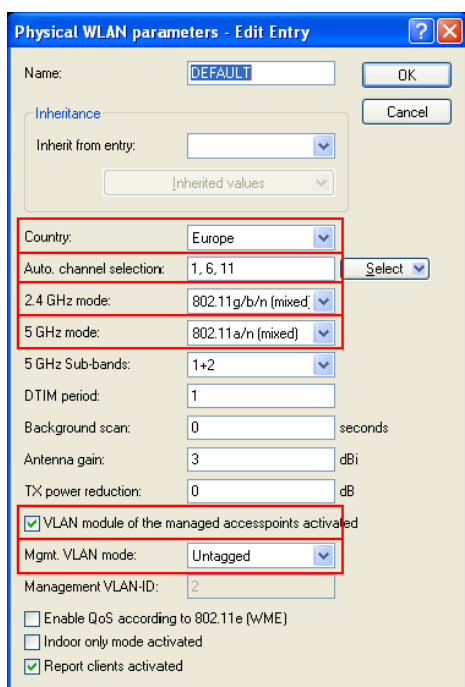 Physical WLAN parameters - Edit Entry
Name: DEFAULT OK
Inheritance Cancel
Inherit from entry:
Inherited values
Country: Europe
Auto. channel selection: 1, 6, 11 Select
2.4 GHz mode: 802.11g/b/n (mixed)
5 GHz mode: 802.11a/n (mixed)
5 GHz Sub-bands: 1+2
DTIM period: 1
Background scan: 0 seconds
Antenna gain: 3 dBi
TX power reduction: 0 dB
VLAN module of the managed accesspoints activated
Mgmt. VLAN mode: Untagged
Management VLAN-ID: 2
Enable QoS according to 802.11e (WME)
Indoor only mode activated
Report clients activated